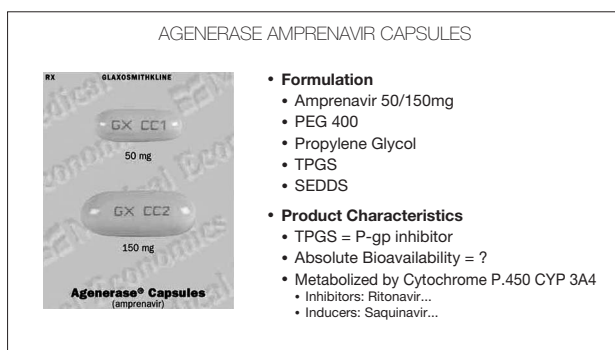 AGENERASE AMPRENAVIR CAPSULES
RX GLAXOSMITHKLINE
GX CC1
50 mg
GX CC2
150 mg
Agenerase® Capsules
(amprenavir)
• Formulation
• Amprenavir 50/150mg
• PEG 400
• Propylene Glycol
• TPGS
• SEDDS
• Product Characteristics
• TPGS = P-gp inhibitor
• Absolute Bioavailability = ?
• Metabolized by Cytochrome P.450 CYP 3A4
• Inhibitors: Ritonavir...
• Inducers: Saquinavir...